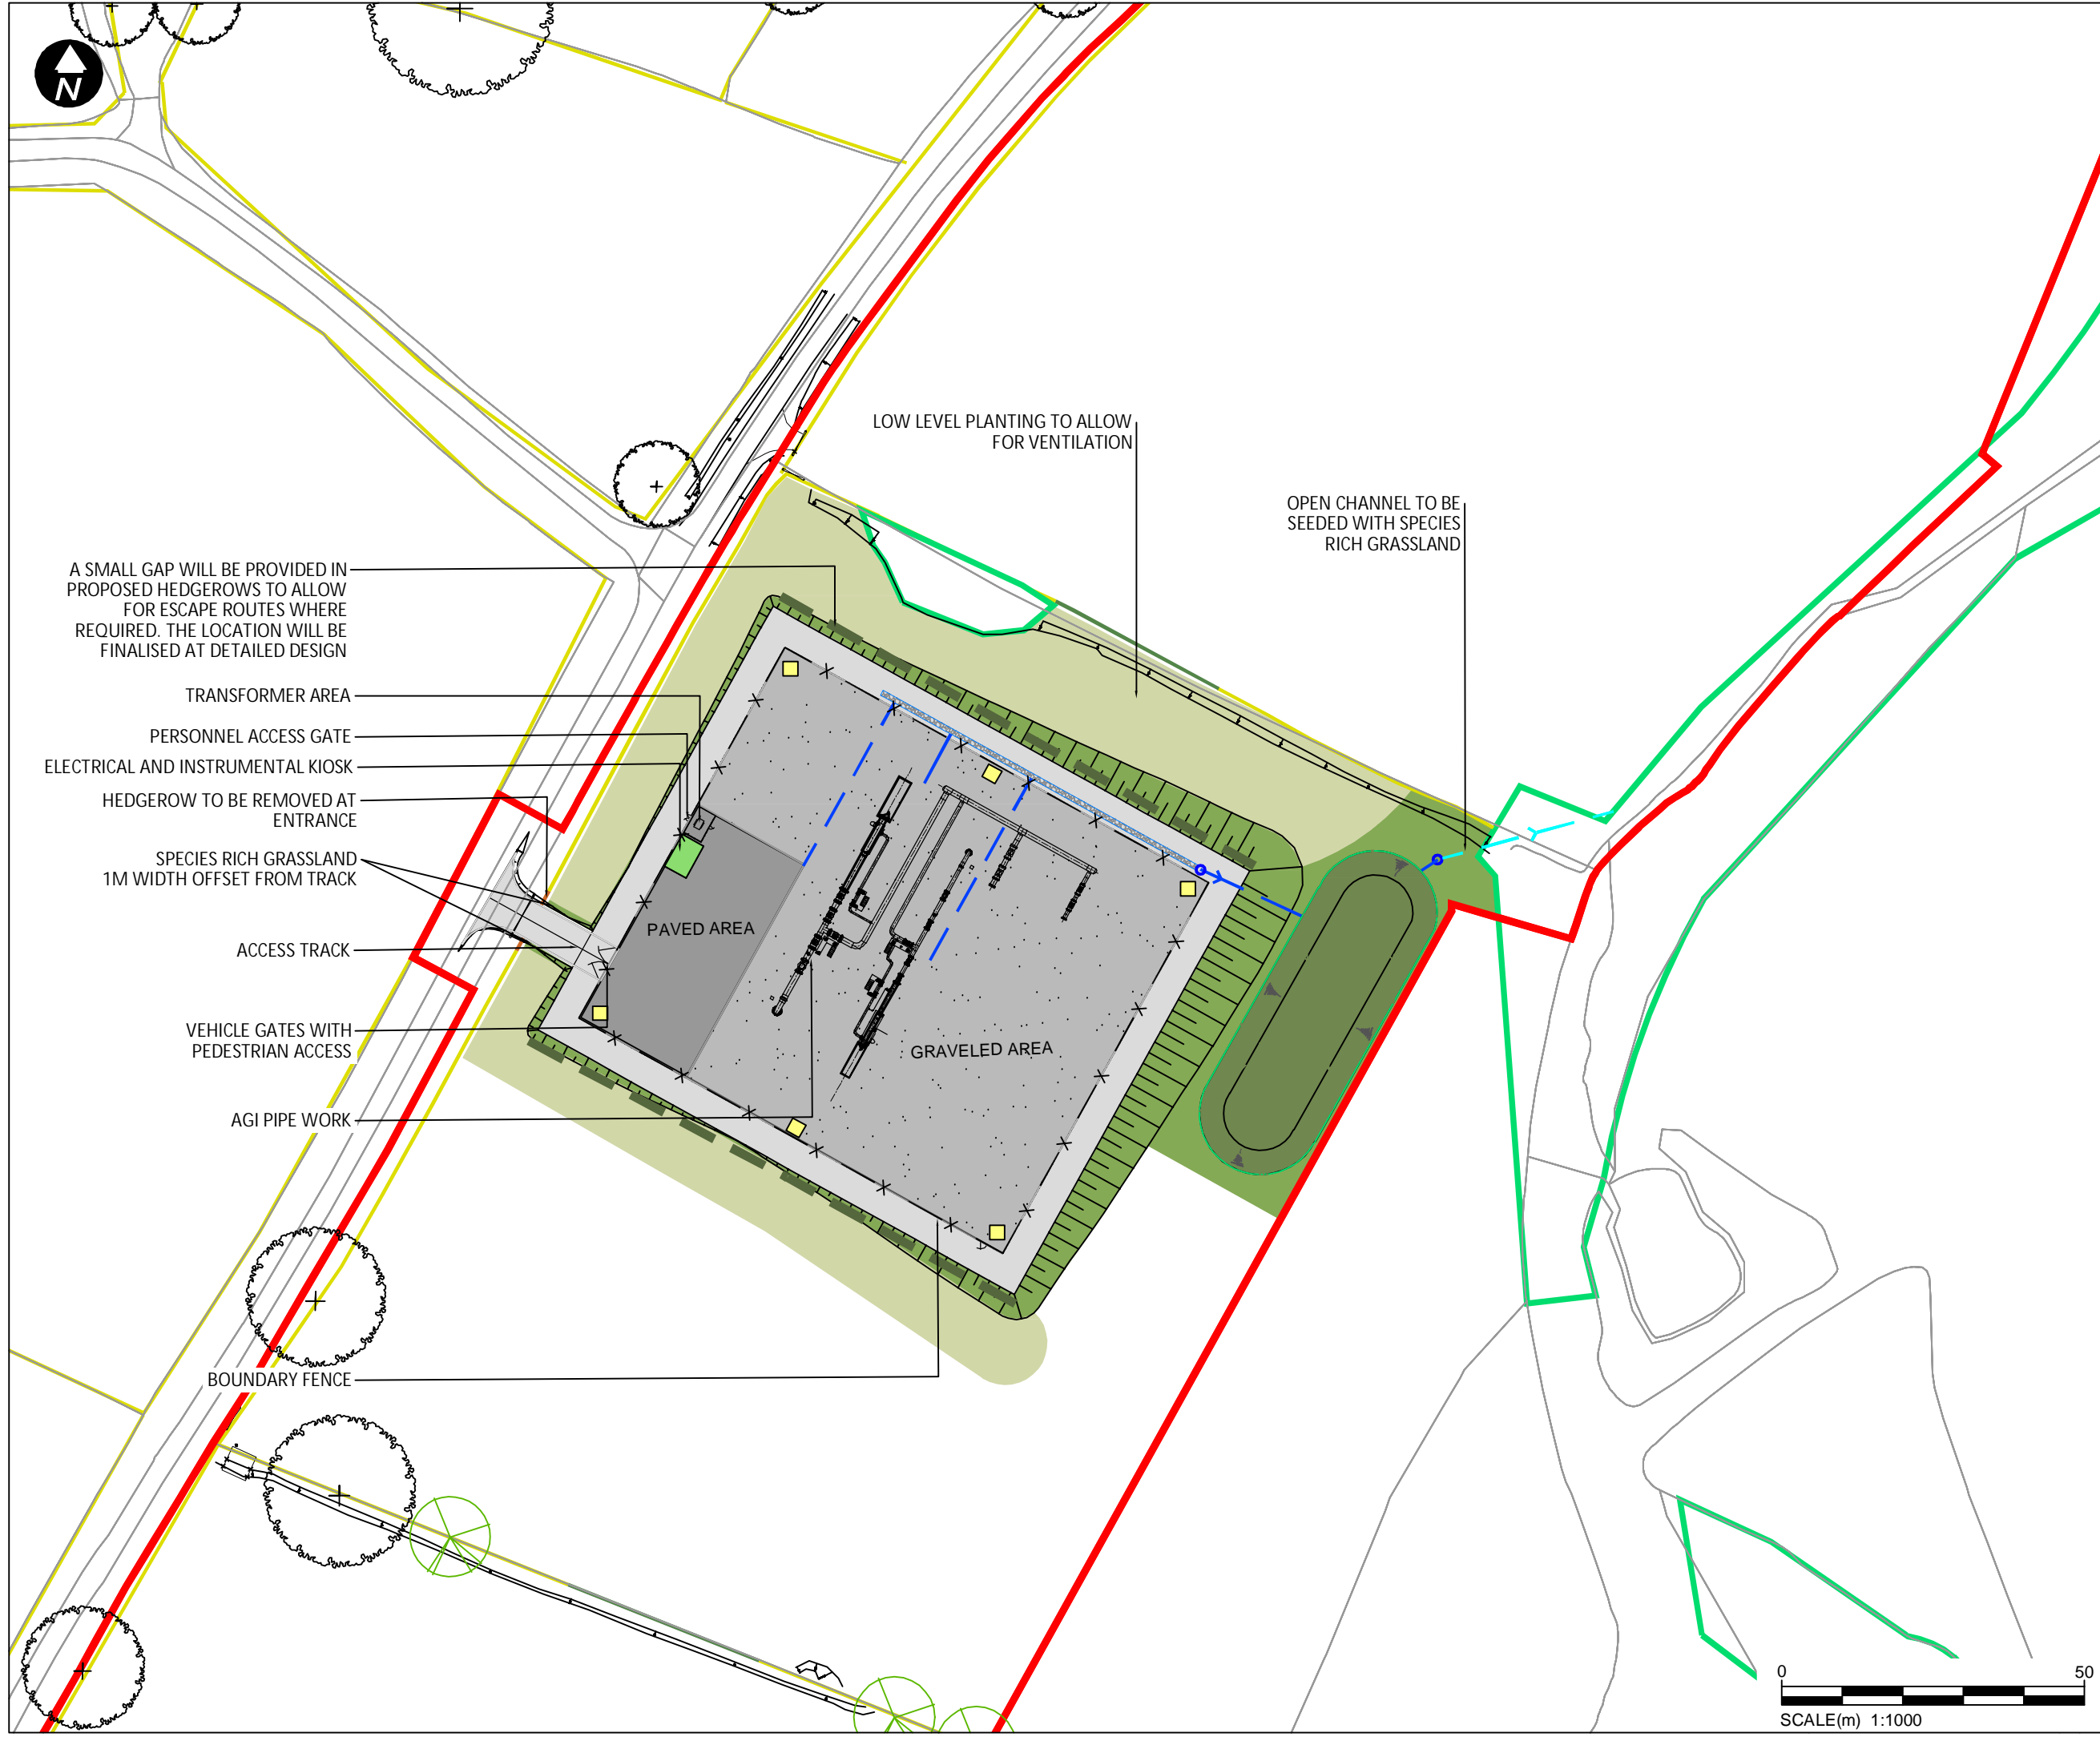 N
LOW LEVEL PLANTING TO ALLOW
FOR VENTILATION
OPEN CHANNEL TO BE
SEEDED WITH SPECIES
RICH GRASSLAND
A SMALL GAP WILL BE PROVIDED IN
PROPOSED HEDGEROWS TO ALLOW
FOR ESCAPE ROUTES WHERE
REQUIRED. THE LOCATION WILL BE
FINALISED AT DETAILED DESIGN
TRANSFORMER AREA
PERSONNEL ACCESS GATE
ELECTRICAL AND INSTRUMENTAL KIOSK
HEDGEROW TO BE REMOVED AT
ENTRANCE
SPECIES RICH GRASSLAND
1M WIDTH OFFSET FROM TRACK
PAVED AREA
ACCESS TRACK
VEHICLE GATES WITH
PEDESTRIAN ACCESS
GRAVELED AREA
AGI PIPE WORK
BOUNDARY FENCE
0 50
SCALE(m) 1:1000